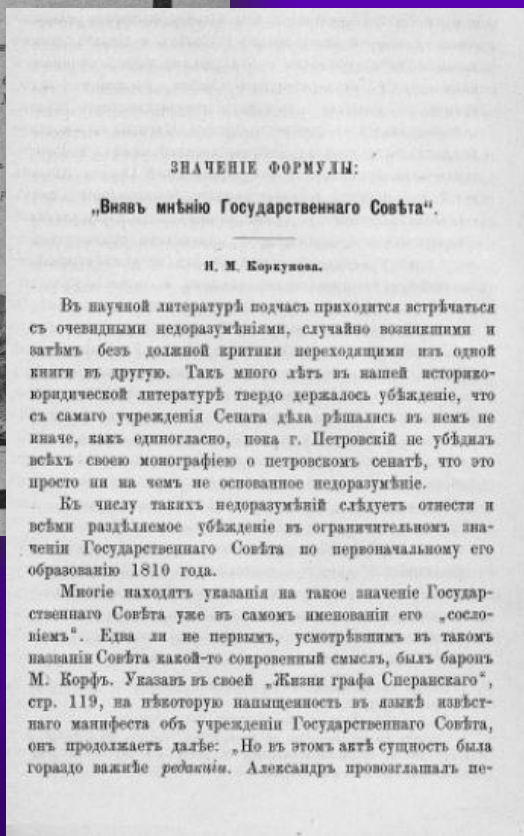 ЗНАЧЕНІЕ ФОРМУЛЫ:
„Внявъ мнѣнію Государственнаго Совѣта“.
Н. М. Коркунова.
Въ научной литературѣ подчасъ приходится встрѣчаться
съ очевидными недоразумѣніями, случайно возникшими и
затѣмъ безъ должной критики переходящими изъ одной
книги въ другую. Такъ много лѣтъ въ нашей историко-
юридической литературѣ твердо держалось убѣжденіе, что
съ самаго учрежденія Сената дѣла рѣшались въ немъ не
иначе, какъ единогласно, пока г. Петровскій не убѣдилъ
всѣхъ своею монографіею о петровскомъ сенатѣ, что это
просто ни на чемъ не основанное недоразумѣніе.
Къ числу такихъ недоразумѣній слѣдуетъ отнести и
всѣми раздѣляемое убѣжденіе въ ограничительномъ зна-
ченіи Государственнаго Совѣта по первоначальному его
образованію 1810 года.
Многіе находятъ указанія на такое значеніе Государ-
ственнаго Совѣта уже въ самомъ именованіи его „сосло-
віемъ“. Едва ли не первымъ, усмотрѣвшимъ въ такомъ
названіи Совѣта какой-то сокровенный смыслъ, былъ баронъ
М. Корфъ. Указавъ въ своей „Жизни графа Сперанскаго“,
стр. 119, на нѣкоторую напыщенность въ языкѣ извѣст-
наго манифеста объ учрежденіи Государственнаго Совѣта,
онъ продолжаетъ далѣе: „Но въ этомъ актѣ сущность была
гораздо важнѣе редакціи. Александръ провозглашалъ пе-